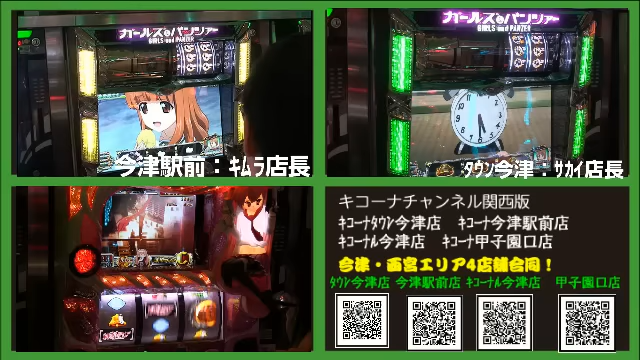 ガールズ&パンツァー
GIRLS und PANZER
今津駅前：ｷﾑﾗ店長
ガールズ&パンツァー
GIRLS und PANZER
ﾀｳﾝ今津：ｻｶｲ店長
キコーナチャンネル関西版
ｷｺｰﾅﾀｳﾝ今津店 ｷｺｰﾅ今津駅前店
ｷｺｰﾅﾙ今津店 ｷｺｰﾅ甲子園口店
今津・西宮エリア4店舗合同！
ﾀｳﾝ今津店 今津駅前店 ｷｺｰﾅﾙ今津店 甲子園口店